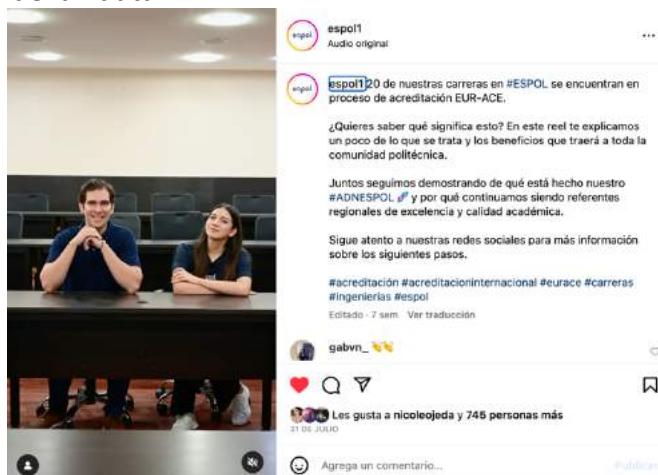 espol
espol1
Audio original
espol
espol1 20 de nuestras carreras en #ESPOL se encuentran en
proceso de acreditación EUR-ACE.
¿Quieres saber qué significa esto? En este reel te explicamos
un poco de lo que se trata y los beneficios que traerá a toda la
comunidad politécnica.
Juntos seguimos demostrando de qué está hecho nuestro
#ADNESPOL 🧬 y por qué continuamos siendo referentes
regionales de excelencia y calidad académica.
Sigue atento a nuestras redes sociales para más información
sobre los siguientes pasos.
#acreditación #acreditacioninternacional #eurace #carreras
#ingenierías #espol
Editado · 7 sem Ver traducción
gabvn_ 👏👏
Les gusta a nicoleojeda y 745 personas más
31 DE JULIO
Agrega un comentario...
Publicar